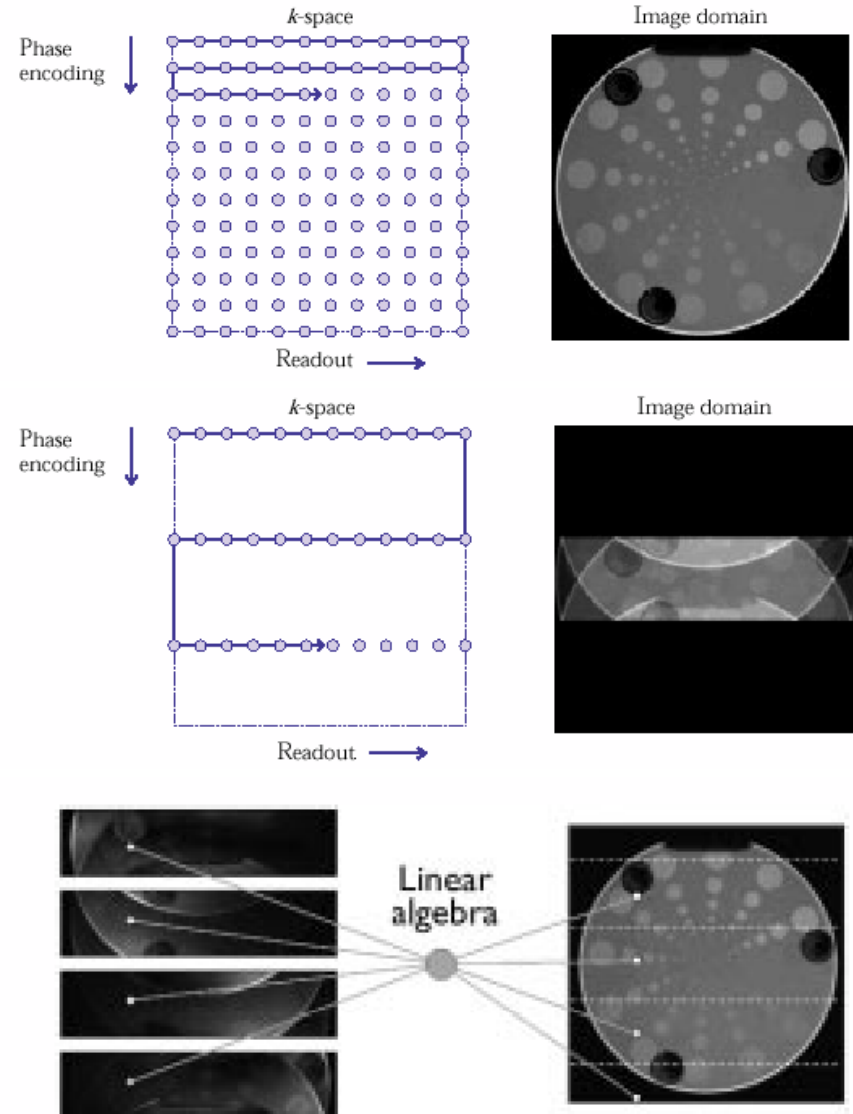 k-space
Image domain
Phase
encoding
Readout
k-space
Image domain
Phase
encoding
Readout
Linear
algebra